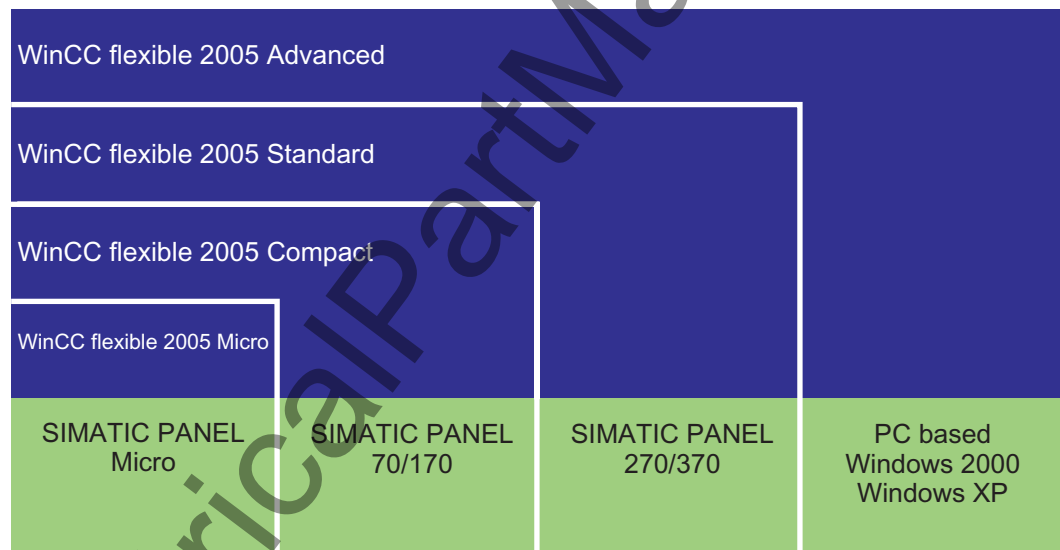 WinCC flexible 2005 Advanced
WinCC flexible 2005 Standard
WinCC flexible 2005 Compact
WinCC flexible 2005 Micro
SIMATIC PANEL
Micro
SIMATIC PANEL
70/170
SIMATIC PANEL
270/370
PC based
Windows 2000
Windows XP
ricalPartMa